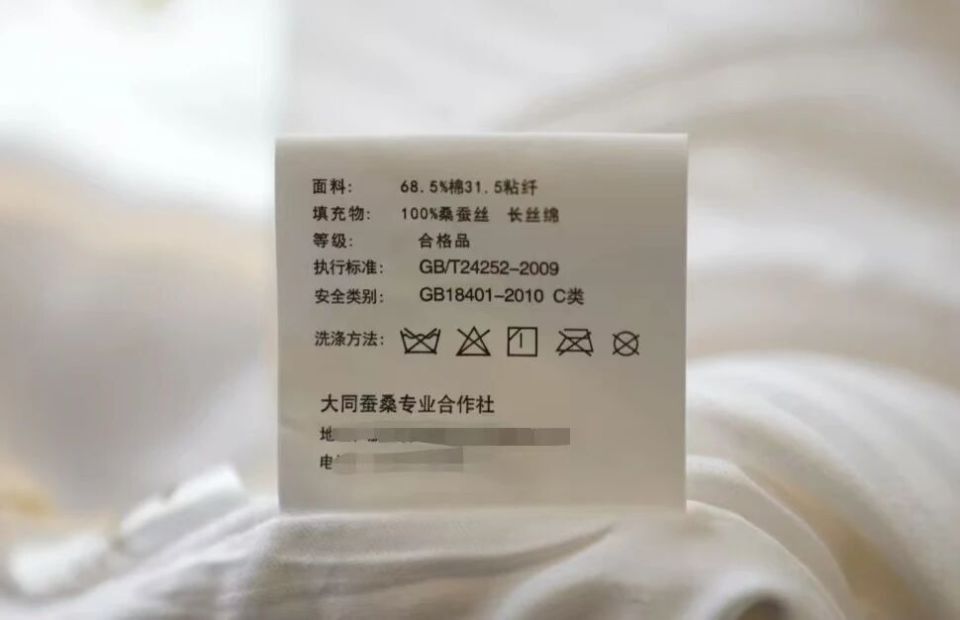 面料： 68.5%棉31.5粘纤
填充物： 100%桑蚕丝 长丝绵
等级： 合格品
执行标准： GB/T24252-2009
安全类别： GB18401-2010 C类
洗涤方法：
大同蚕桑专业合作社
地
电